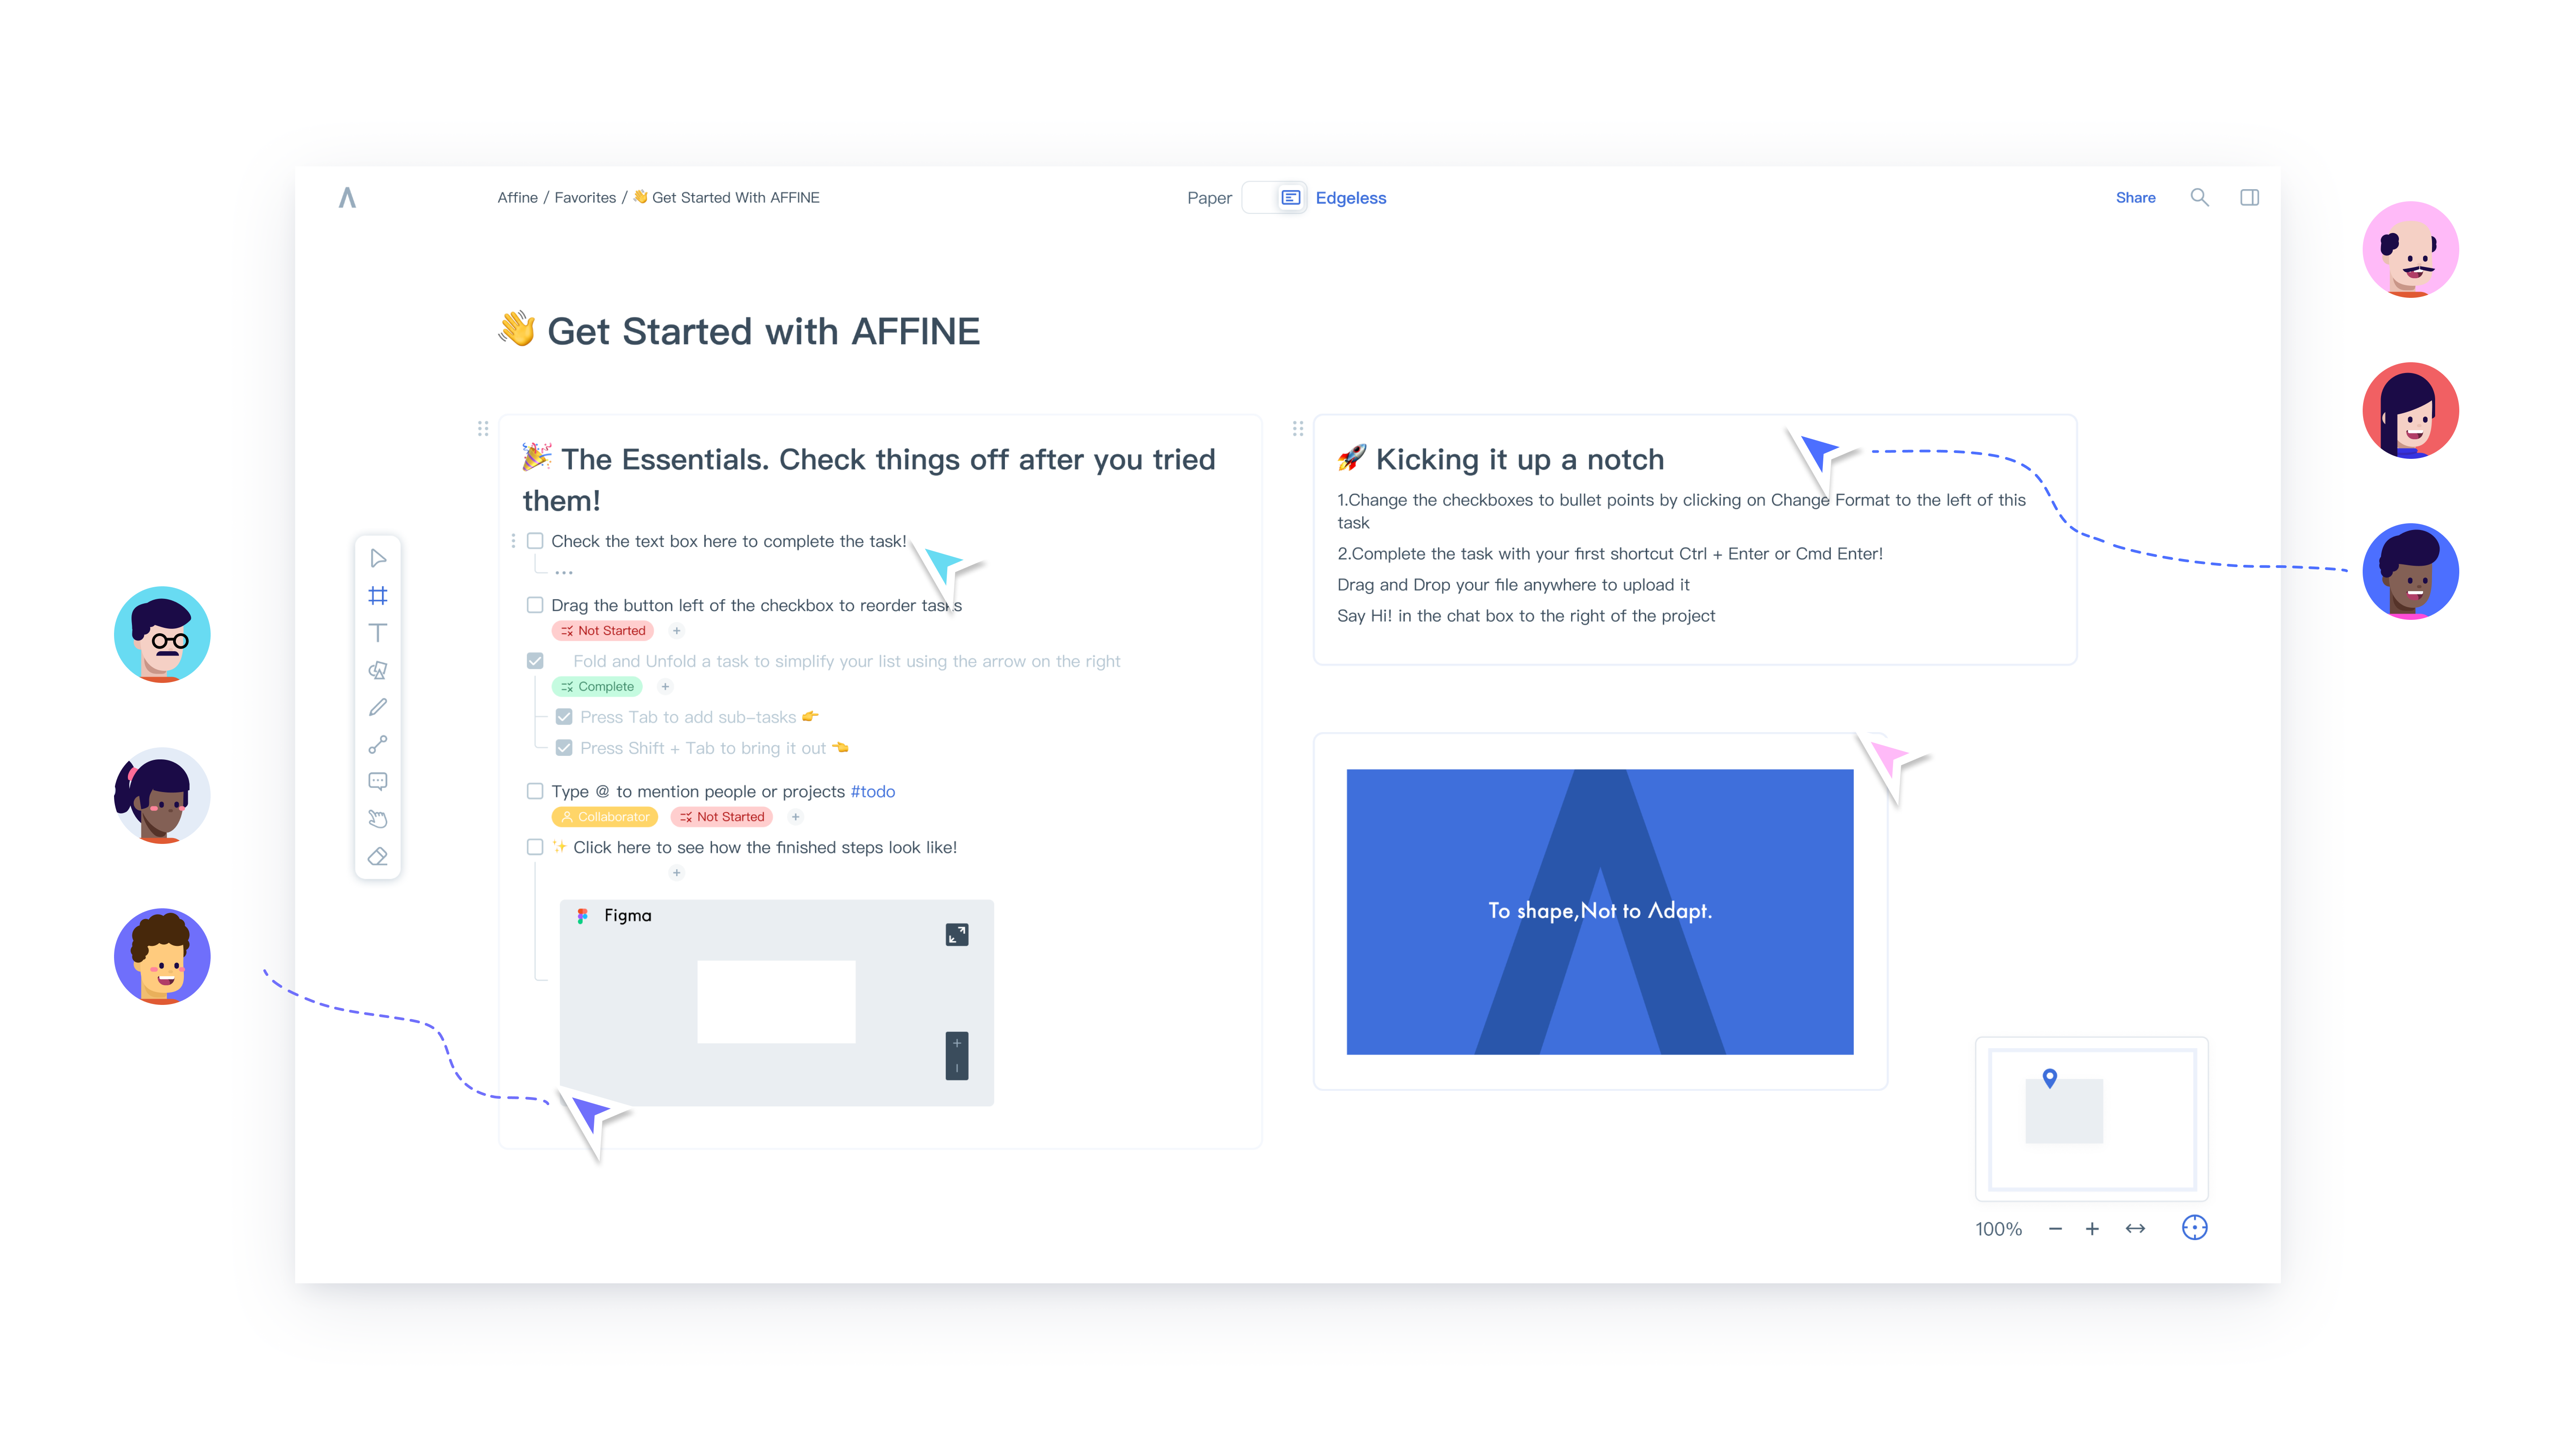 Affine / Favorites / 👋 Get Started With AFFINE
Paper
Edgeless
Share
👋 Get Started with AFFINE
🎉 The Essentials. Check things off after you tried
them!
Check the text box here to complete the task!
...
Drag the button left of the checkbox to reorder tasks
Not Started
Fold and Unfold a task to simplify your list using the arrow on the right
Complete
Press Tab to add sub-tasks 👉
Press Shift + Tab to bring it out 👈
Type @ to mention people or projects #todo
Collaborator
Not Started
✨ Click here to see how the finished steps look like!
Figma
🚀 Kicking it up a notch
1.Change the checkboxes to bullet points by clicking on Change Format to the left of this
task
2.Complete the task with your first shortcut Ctrl + Enter or Cmd Enter!
Drag and Drop your file anywhere to upload it
Say Hi! in the chat box to the right of the project
To shape,Not to Λdapt.
100%